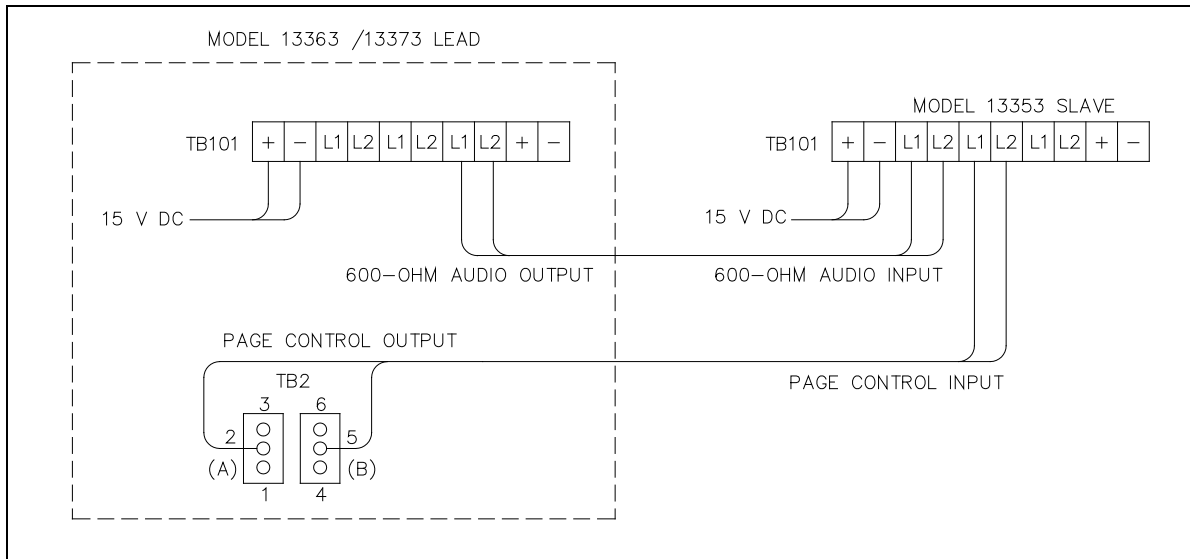 MODEL 13363 /13373 LEAD
MODEL 13353 SLAVE
TB101 + − L1 L2 L1 L2 L1 L2 + −
TB101 + − L1 L2 L1 L2 L1 L2 + −
15 V DC
15 V DC
600−OHM AUDIO OUTPUT
600−OHM AUDIO INPUT
PAGE CONTROL OUTPUT
PAGE CONTROL INPUT
TB2
3 6
2 5
(A) (B)
1 4